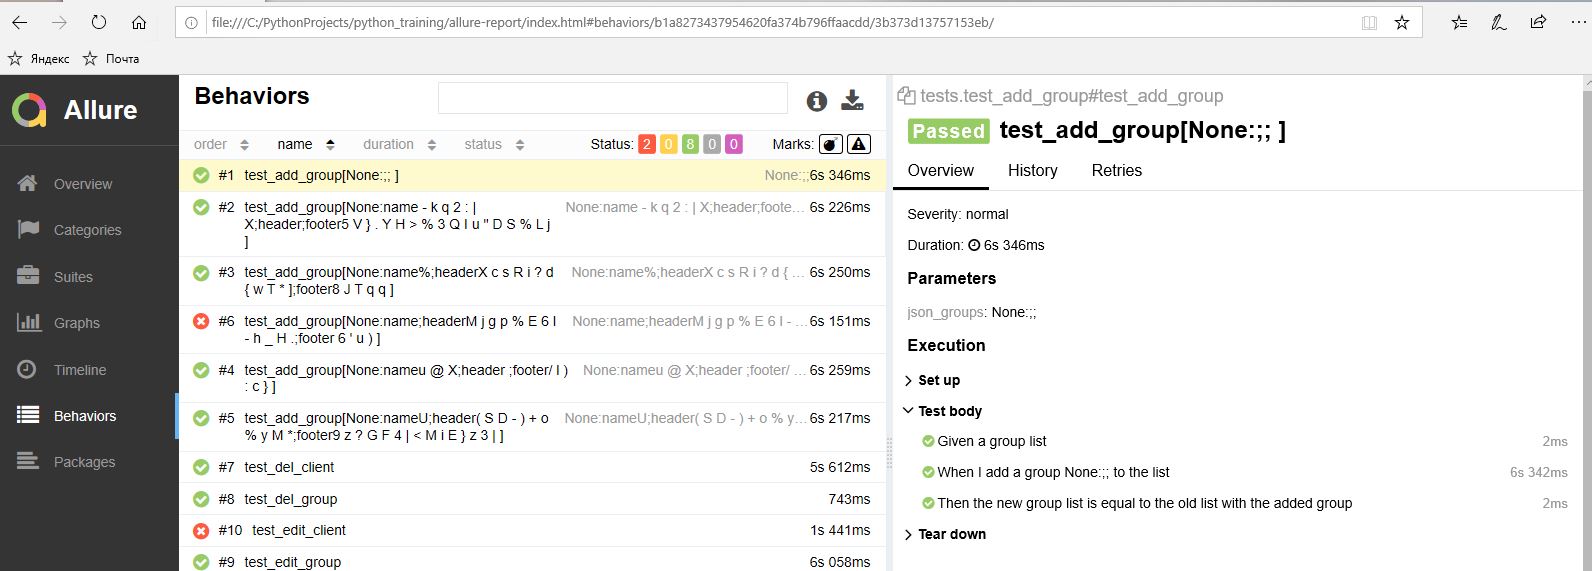 file:///C:/PythonProjects/python_training/allure-report/index.html#behaviors/b1a8273437954620fa374b796ffaacdd/3b373d13757153eb/
Яндекс
Почта
Allure
Overview
Categories
Suites
Graphs
Timeline
Behaviors
Packages
Behaviors
order name duration status Status: 2 0 8 0 0 Marks:
#1 test_add_group[None:;; ] None:;; 6s 346ms
#2 test_add_group[None:name - k q 2 : | None:name - k q 2 : | X;header;foote... 6s 226ms
X;header;footer5 V } . Y H > % 3 Q I u " D S % L j
]
#3 test_add_group[None:name%;headerX c s R i ? d None:name%;headerX c s R i ? d { ... 6s 250ms
{ w T * ];footer8 J T q q ]
#6 test_add_group[None:name;headerM j g p % E 6 I None:name;headerM j g p % E 6 I - ... 6s 151ms
- h _ H .;footer 6 ' u ) ]
#4 test_add_group[None:nameu @ X;header ;footer/ I ) None:nameu @ X;header ;footer/ ... 6s 259ms
: c } ]
#5 test_add_group[None:nameU;header( S D - ) + o None:nameU;header( S D - ) + o % y... 6s 217ms
% y M *;footer9 z ? G F 4 | < M i E } z 3 | ]
#7 test_del_client 5s 612ms
#8 test_del_group 743ms
#10 test_edit_client 1s 441ms
#9 test_edit_group 6s 058ms
tests.test_add_group#test_add_group
Passed test_add_group[None:;; ]
Overview History Retries
Severity: normal
Duration: 6s 346ms
Parameters
json_groups: None:;;
Execution
Set up
Test body
Given a group list 2ms
When I add a group None:;; to the list 6s 342ms
Then the new group list is equal to the old list with the added group 2ms
Tear down